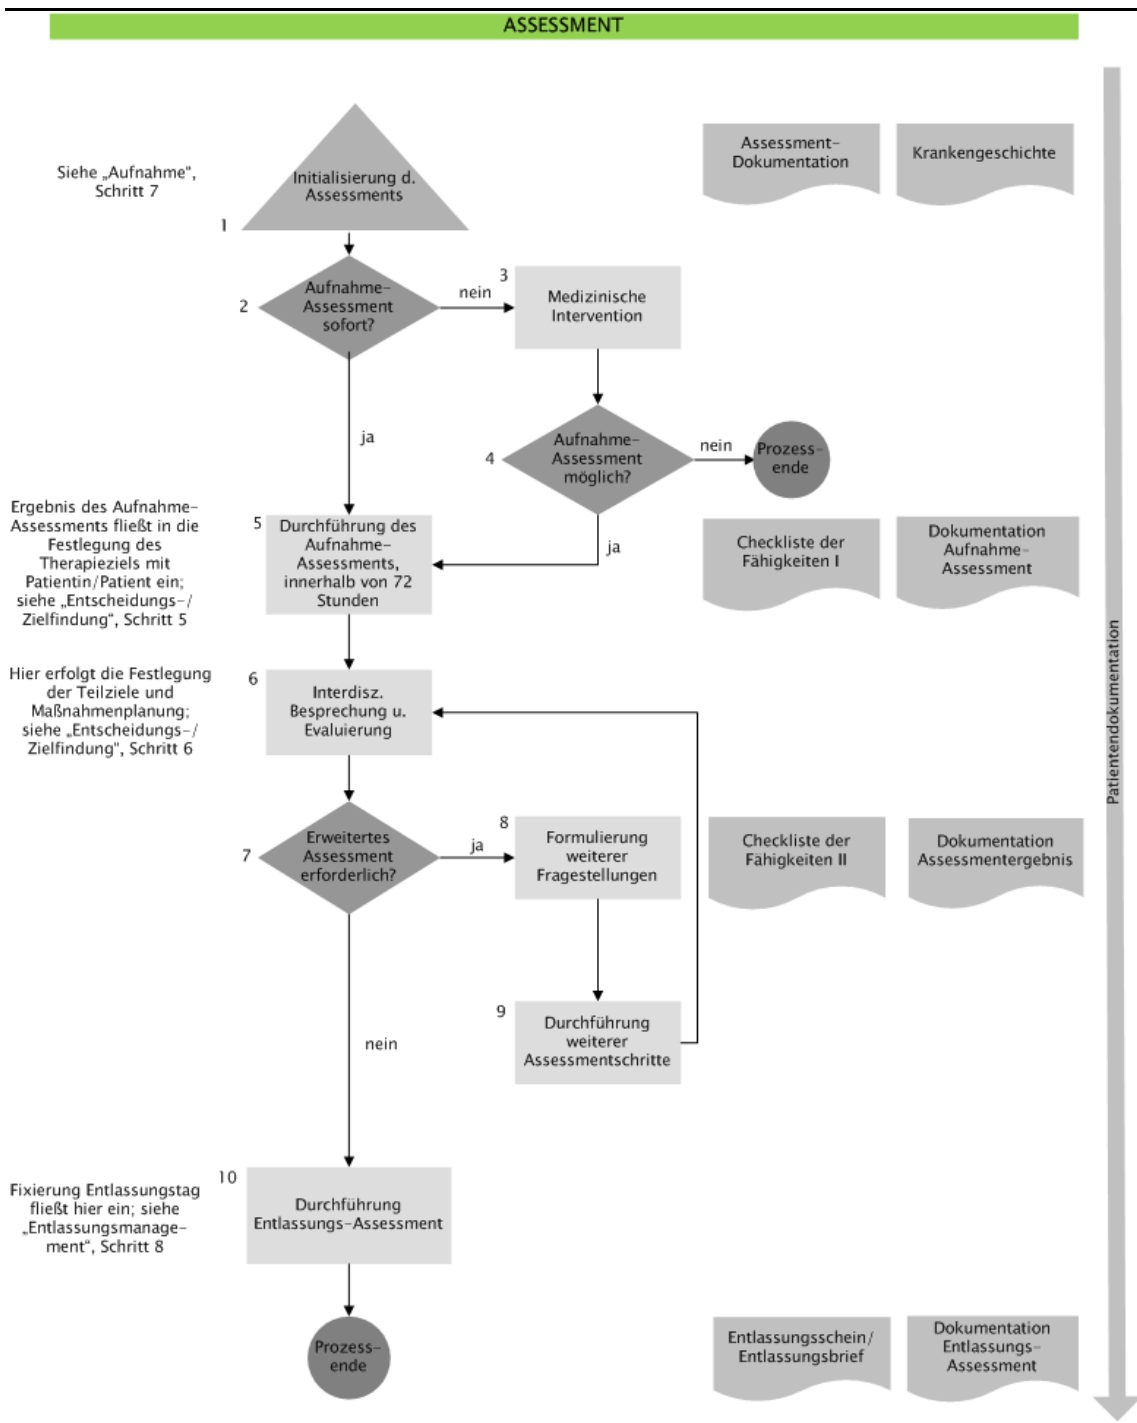 ASSESSMENT
Siehe „Aufnahme“,
Schritt 7
1
Initialisierung d.
Assessments
Assessment-
Dokumentation
Krankengeschichte
2
Aufnahme-
Assessment
sofort?
nein
3
Medizinische
Intervention
ja
4
Aufnahme-
Assessment
möglich?
nein
Prozess-
ende
ja
Ergebnis des Aufnahme-
Assessments fließt in die
Festlegung des
Therapieziels mit
Patientin/Patient ein;
siehe „Entscheidungs-/
Zielfindung“, Schritt 5
5
Durchführung des
Aufnahme-
Assessments,
innerhalb von 72
Stunden
Checkliste der
Fähigkeiten I
Dokumentation
Aufnahme-
Assessment
Hier erfolgt die Festlegung
der Teilziele und
Maßnahmenplanung;
siehe „Entscheidungs-/
Zielfindung“, Schritt 6
6
Interdisz.
Besprechung u.
Evaluierung
Patientendokumentation
7
Erweitertes
Assessment
erforderlich?
ja
8
Formulierung
weiterer
Fragestellungen
Checkliste der
Fähigkeiten II
Dokumentation
Assessmentergebnis
9
Durchführung
weiterer
Assessmentschritte
nein
Fixierung Entlassungstag
fließt hier ein; siehe
„Entlassungsmanage-
ment“, Schritt 8
10
Durchführung
Entlassungs-Assessment
Prozess-
ende
Entlassungsschein/
Entlassungsbrief
Dokumentation
Entlassungs-
Assessment